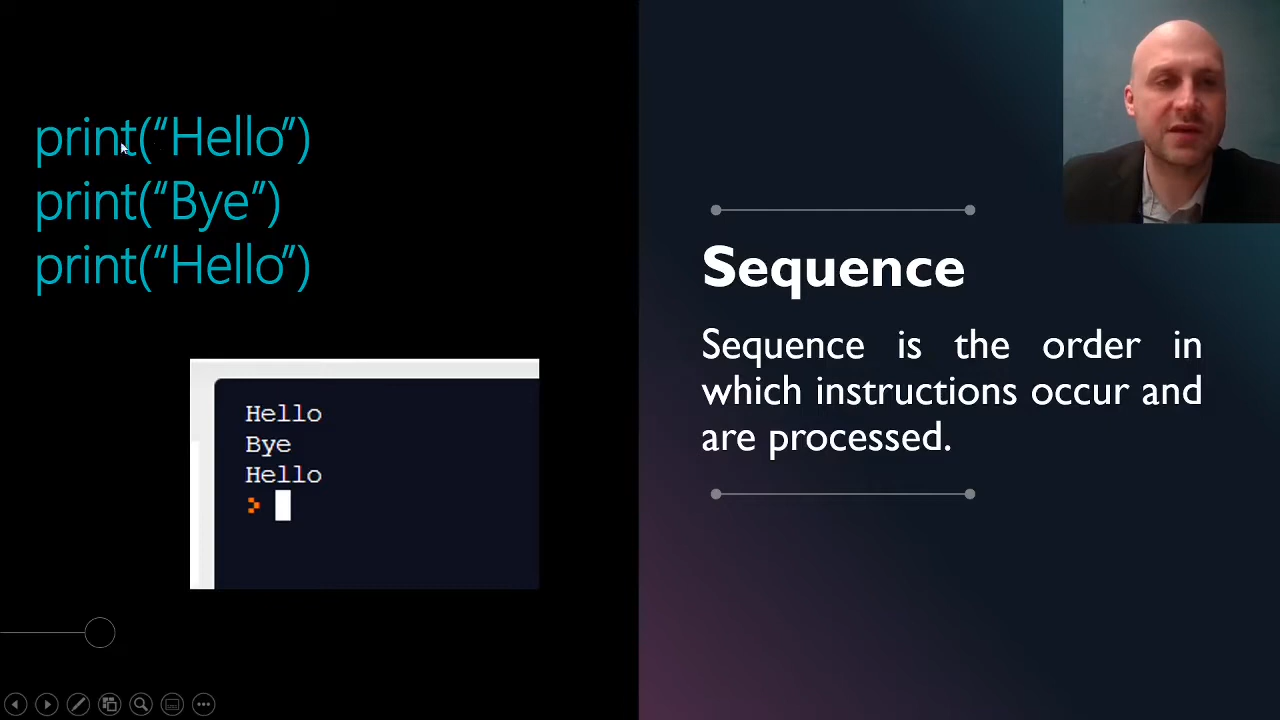 print(“Hello”)
print(“Bye”)
print(“Hello”)
Hello
Bye
Hello
>
Sequence
Sequence is the order in
which instructions occur and
are processed.